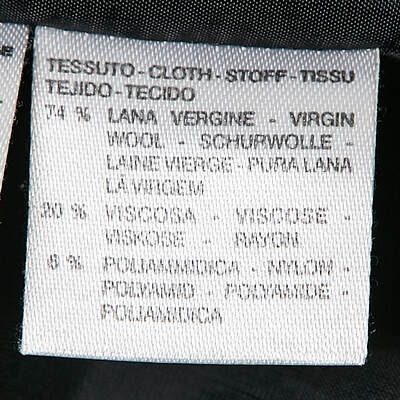 TESSUTO-CLOTH-STOFF-TISSU
TEJIDO-TECIDO
74 % LANA VERGINE - VIRGIN
WOOL - SCHURWOLLE -
LAINE VIERGE - PURA LANA
LA VIRGEM
20 % VISCOSA - VISCOSE -
VISKOSE - RAYON
6 % POLIAMMIDICA - NYLON -
POLYAMID - POLYAMIDE -
POLIAMIDICA